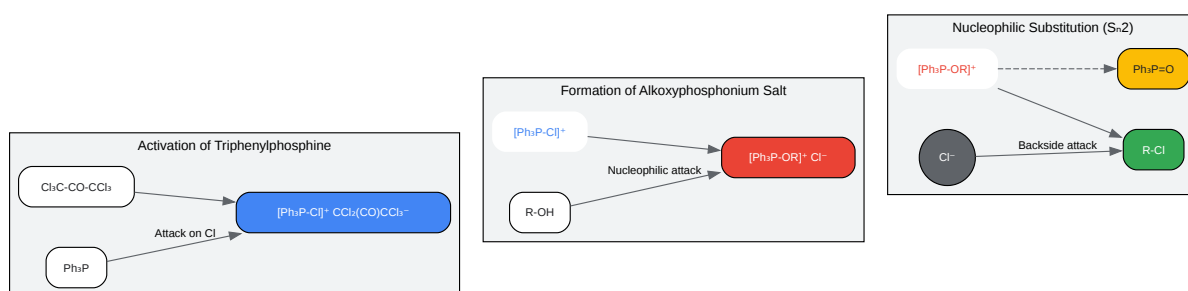 Activation of Triphenylphosphine
Cl₃C-CO-CCl₃
[Ph₃P-Cl]⁺ CCl₂(CO)CCl₃⁻
Attack on Cl
Ph₃P
Formation of Alkoxyphosphonium Salt
[Ph₃P-Cl]⁺
[Ph₃P-OR]⁺ Cl⁻
Nucleophilic attack
R-OH
Nucleophilic Substitution (Sₙ2)
[Ph₃P-OR]⁺
Ph₃P=O
Cl⁻
Backside attack
R-Cl